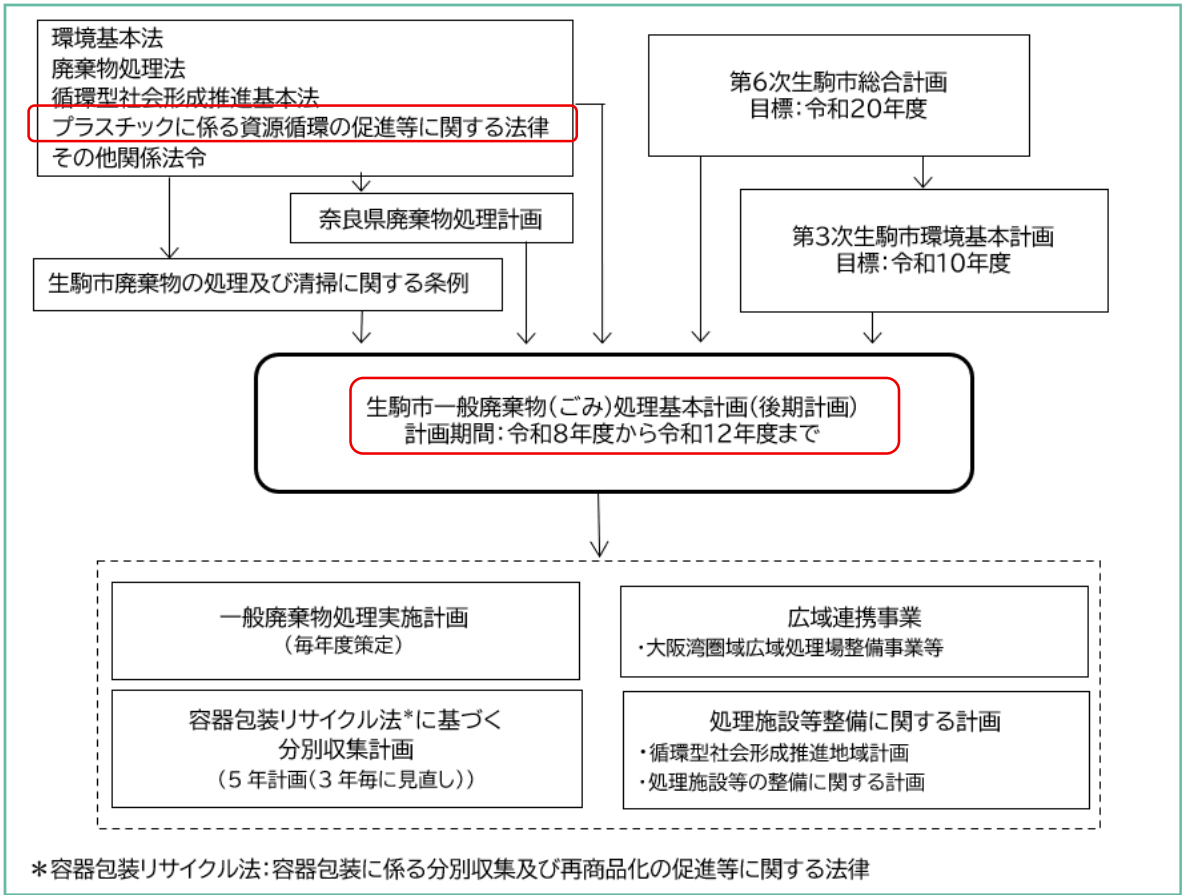 環境基本法
廃棄物処理法
循環型社会形成推進基本法
プラスチックに係る資源循環の促進等に関する法律
その他関係法令
第6次生駒市総合計画
目標:令和20年度
奈良県廃棄物処理計画
第3次生駒市環境基本計画
目標:令和10年度
生駒市廃棄物の処理及び清掃に関する条例
生駒市一般廃棄物(ごみ)処理基本計画(後期計画)
計画期間:令和8年度から令和12年度まで
一般廃棄物処理実施計画
(毎年度策定)
広域連携事業
・大阪湾圏域広域処理場整備事業等
容器包装リサイクル法*に基づく
分別収集計画
(5年計画(3年毎に見直し))
処理施設等整備に関する計画
・循環型社会形成推進地域計画
・処理施設等の整備に関する計画
*容器包装リサイクル法:容器包装に係る分別収集及び再商品化の促進等に関する法律